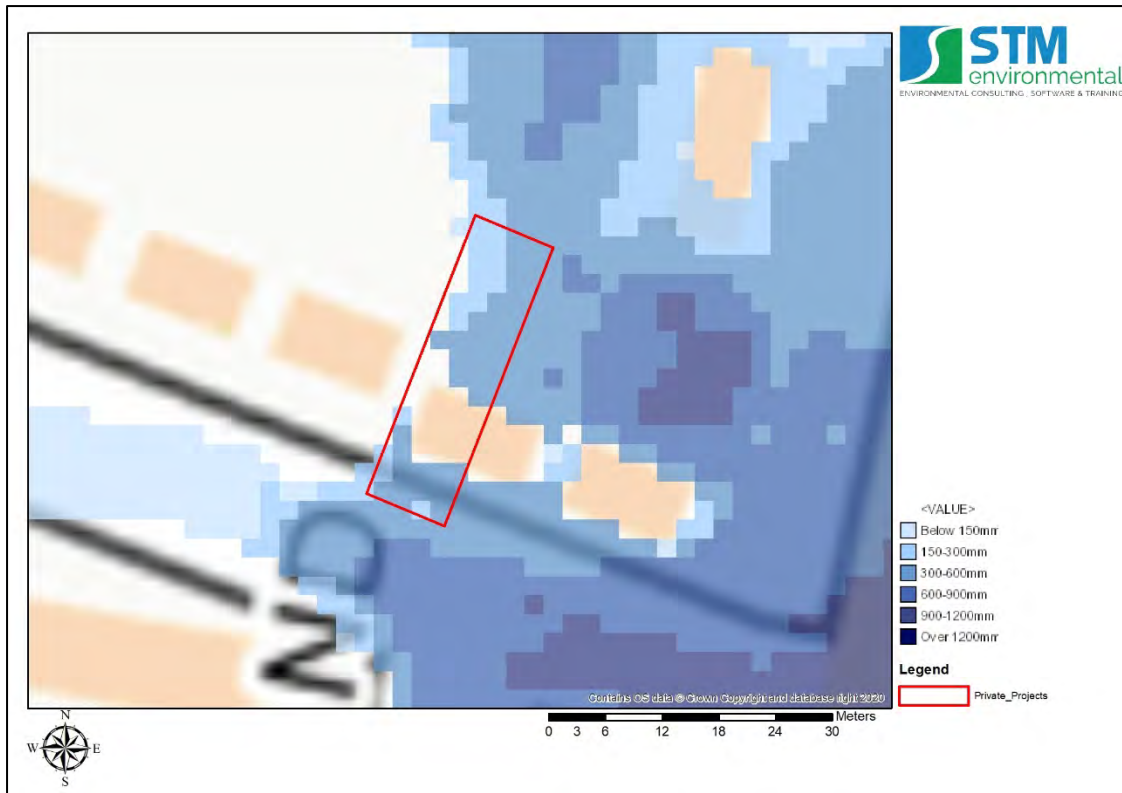 STM
environmental
ENVIRONMENTAL CONSULTING , SOFTWARE & TRAINING
<VALUE>
Below 150mm
150-300mm
300-600mm
600-900mm
900-1200mm
Over 1200mm
Legend
Private_Projects
Contains OS data © Crown Copyright and database right 2020
Meters
0 3 6 12 18 24 30
N
W E
S